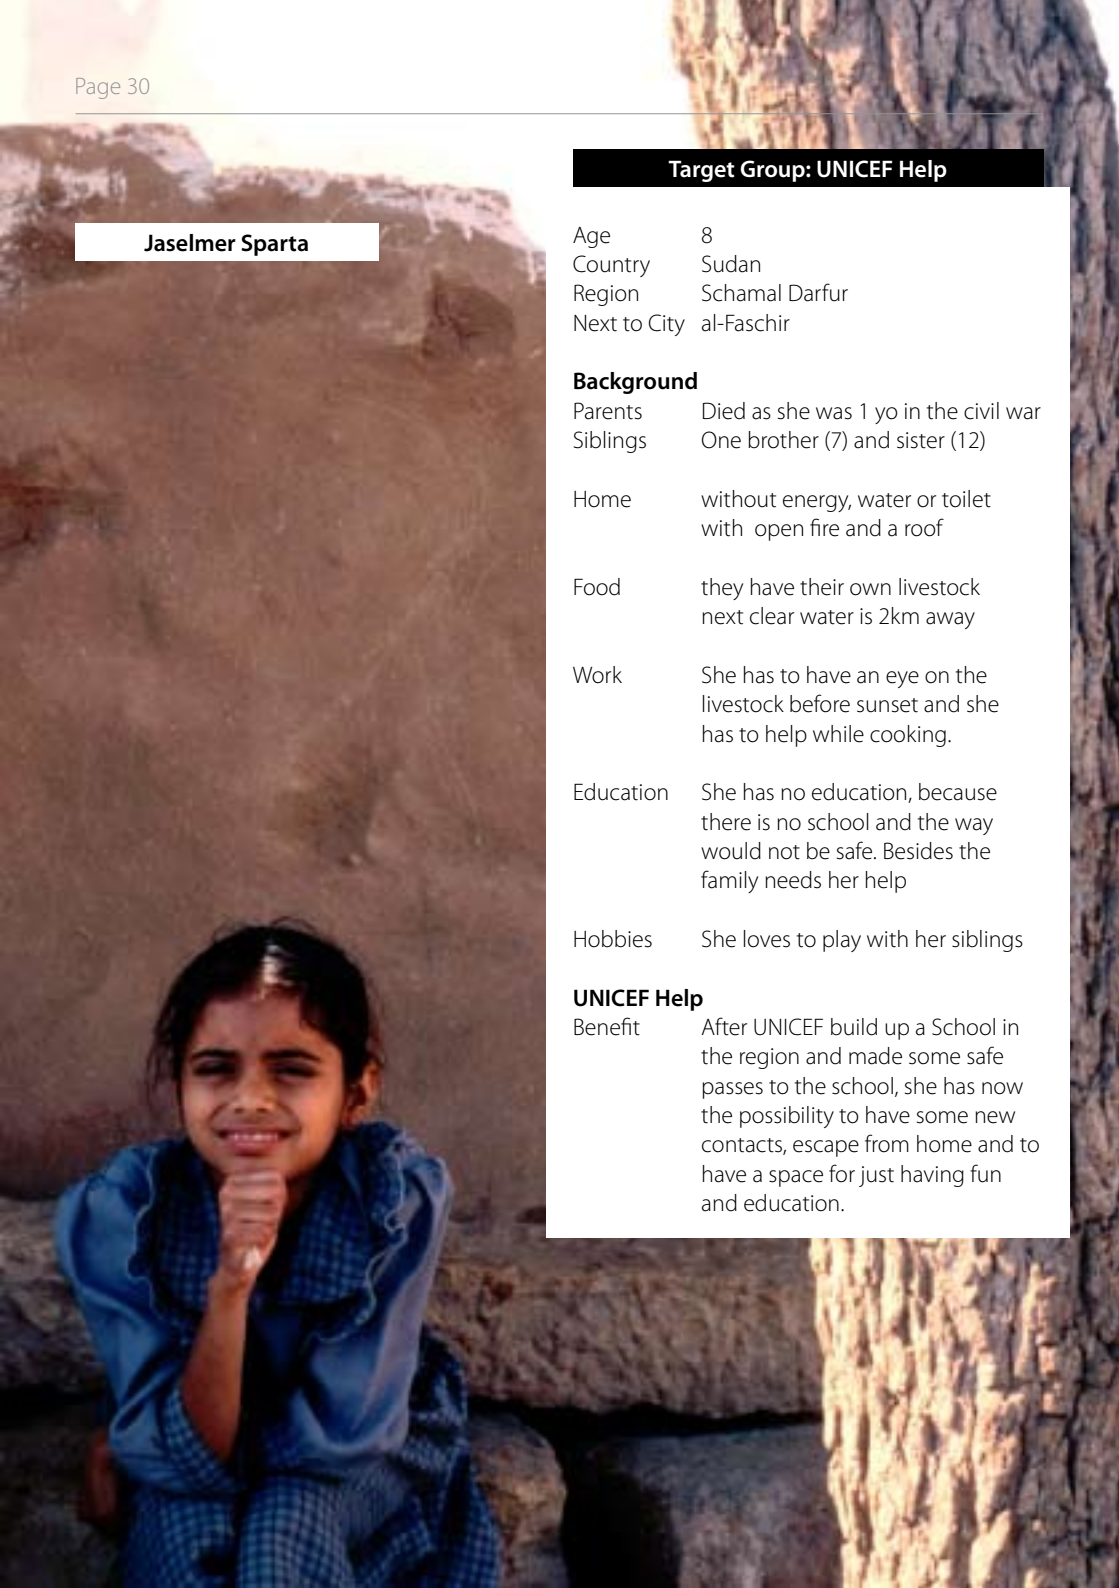 Page 30
Target Group: UNICEF Help
Jaselmer Sparta
Age 8
Country Sudan
Region Schamal Darfur
Next to City al-Faschir
Background
Parents Died as she was 1 yo in the civil war
Siblings One brother (7) and sister (12)
Home without energy, water or toilet
with open fire and a roof
Food they have their own livestock
next clear water is 2km away
Work She has to have an eye on the
livestock before sunset and she
has to help while cooking.
Education She has no education, because
there is no school and the way
would not be safe. Besides the
family needs her help
Hobbies She loves to play with her siblings
UNICEF Help
Benefit After UNICEF build up a School in
the region and made some safe
passes to the school, she has now
the possibility to have some new
contacts, escape from home and to
have a space for just having fun
and education.